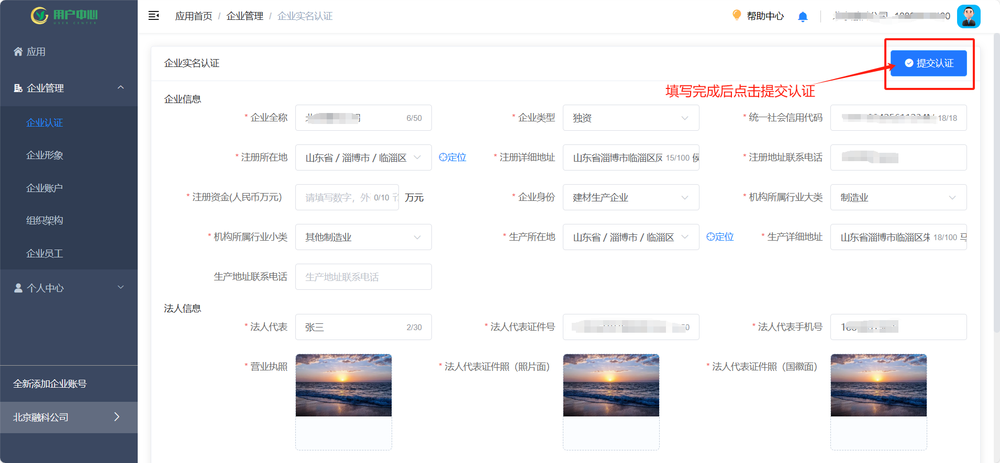 用户中心
USER CENTER
应用首页 / 企业管理 / 企业实名认证
帮助中心
应用
企业管理
企业认证
企业形象
企业账户
组织架构
企业员工
个人中心
全新添加企业账号
北京融科公司
企业实名认证
提交认证
填写完成后点击提交认证
企业信息
* 企业全称 6/50
* 企业类型 独资
* 统一社会信用代码 18/18
* 注册所在地 山东省 / 淄博市 / 临淄区 定位
* 注册详细地址 山东省淄博市临淄区 15/100
* 注册地址联系电话
* 注册资金(人民币万元) 请填写数字，外 0/10 万元
* 企业身份 建材生产企业
* 机构所属行业大类 制造业
* 机构所属行业小类 其他制造业
* 生产所在地 山东省 / 淄博市 / 临淄区 定位
* 生产详细地址 山东省淄博市临淄区朱 18/100
生产地址联系电话 生产地址联系电话
法人信息
* 法人代表 张三 2/30
* 法人代表证件号
* 法人代表手机号
* 营业执照
* 法人代表证件照（照片面）
* 法人代表证件照（国徽面）